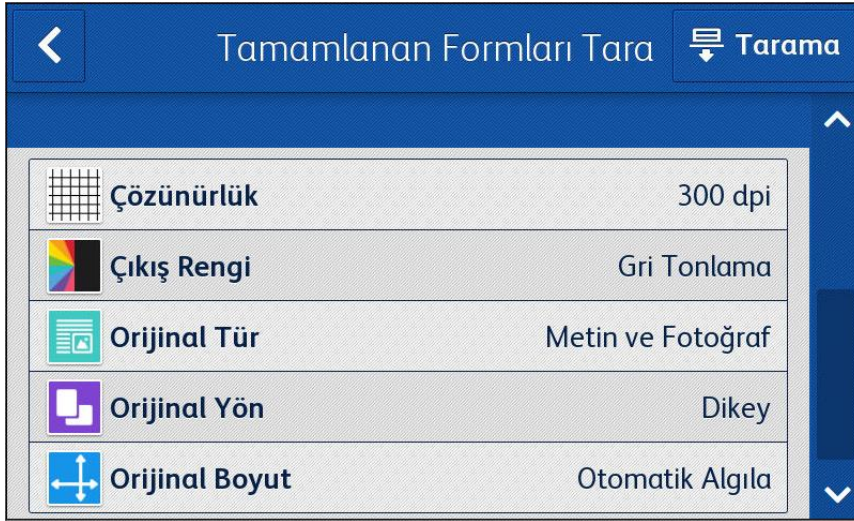 Tamamlanan Formları Tara
Tarama
Çözünürlük 300 dpi
Çıkış Rengi Gri Tonlama
Orijinal Tür Metin ve Fotoğraf
Orijinal Yön Dikey
Orijinal Boyut Otomatik Algıla